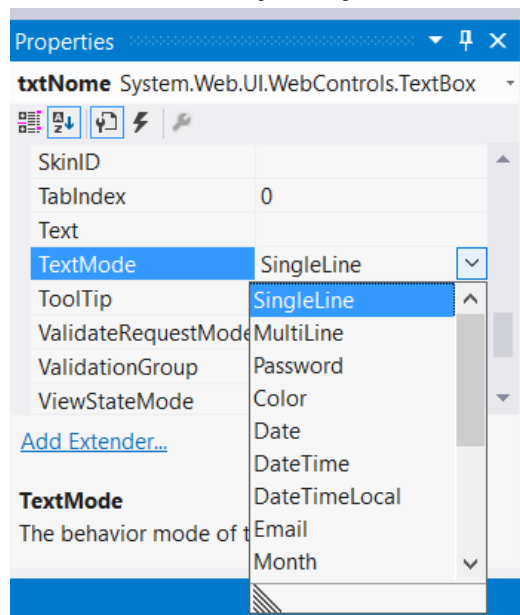 Properties
txtNome System.Web.UI.WebControls.TextBox
SkinID
TabIndex 0
Text
TextMode SingleLine
ToolTip SingleLine
ValidateRequestMode MultiLine
ValidationGroup Password
ViewStateMode Color
Add Extender... Date
DateTime
TextMode DateTimeLocal
The behavior mode of t Email
Month